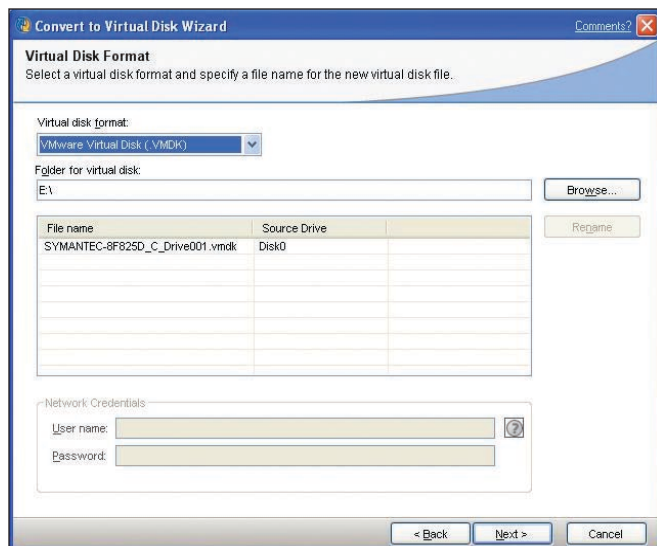 Convert to Virtual Disk Wizard
Comments?
Virtual Disk Format
Select a virtual disk format and specify a file name for the new virtual disk file.
Virtual disk format:
VMware Virtual Disk (.VMDK)
Folder for virtual disk:
E:\
Browse...
File name Source Drive
Rename
SYMANTEC-8F825D_C_Drive001.vmdk Disk0
Network Credentials
User name:
?
Password:
< Back Next > Cancel